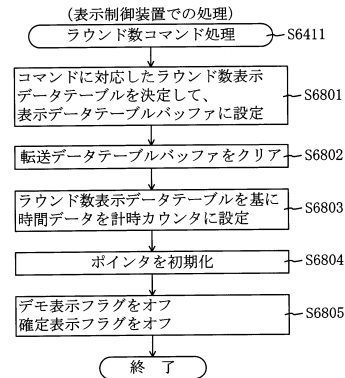 (表示制御装置での処理)
ラウンド数コマンド処理
S6411
コマンドに対応したラウンド数表示
データテーブルを決定して、
表示データテーブルバッファに設定
S6801
転送データテーブルバッファをクリア
S6802
ラウンド数表示データテーブルを基に
時間データを計時カウンタに設定
S6803
ポインタを初期化
S6804
デモ表示フラグをオフ
確定表示フラグをオフ
S6805
終 了